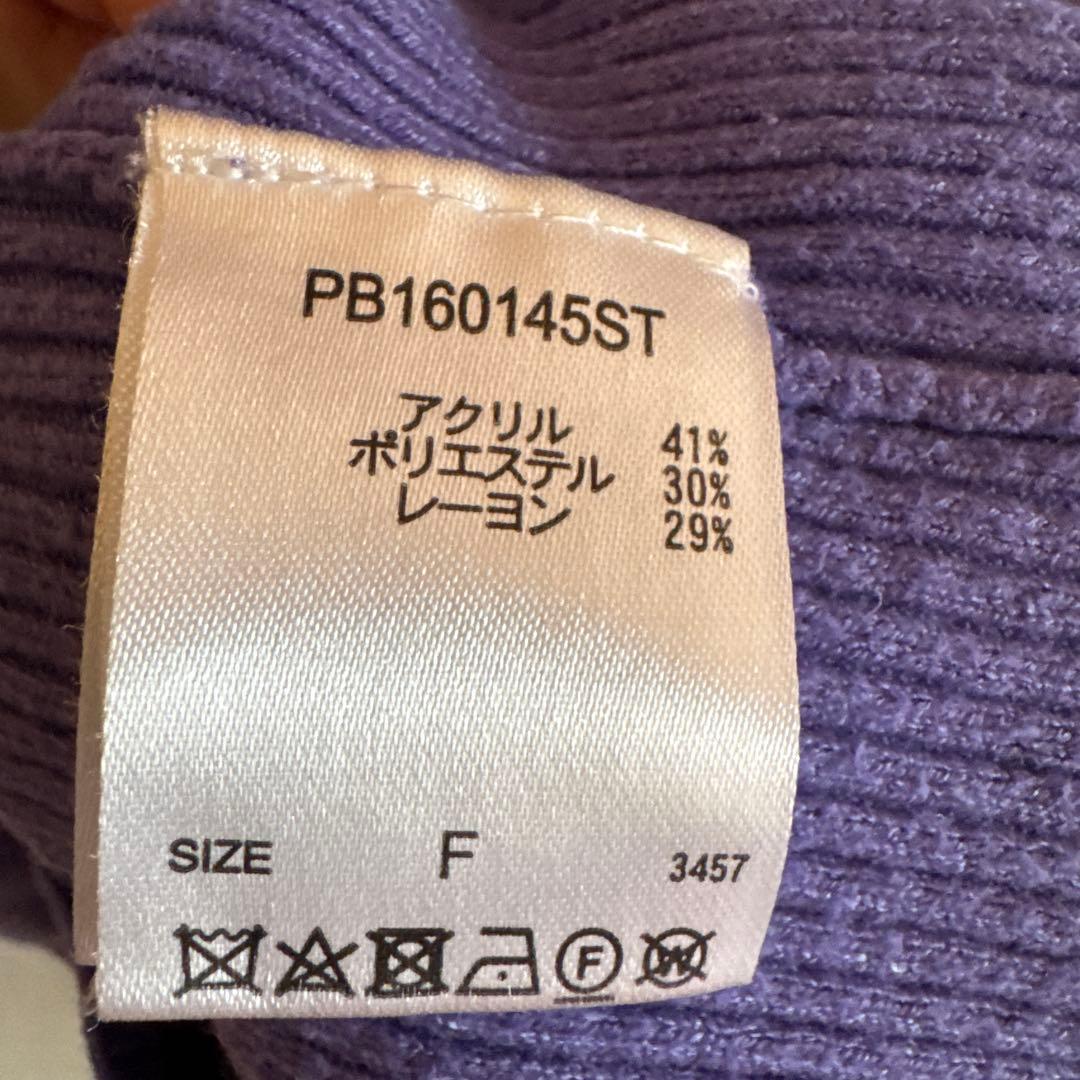 PB160145ST
アクリル 41%
ポリエステル 30%
レーヨン 29%
SIZE F 3457
F W